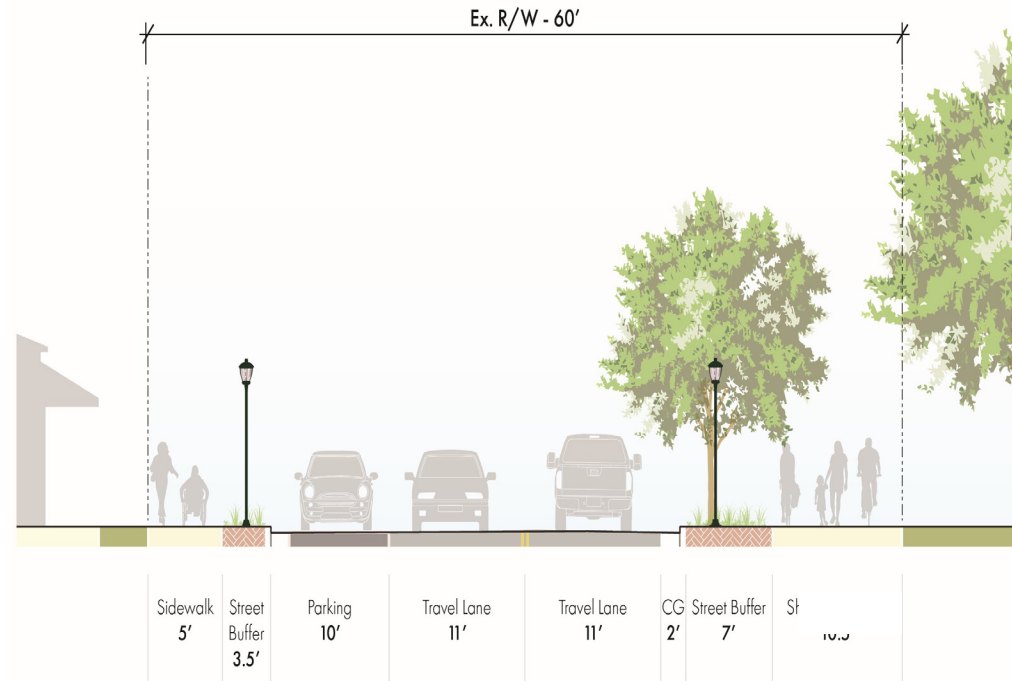 Ex. R/W - 60’
Sidewalk
5’
Street
Buffer
3.5’
Parking
10’
Travel Lane
11’
Travel Lane
11’
CG
2’
Street Buffer
7’